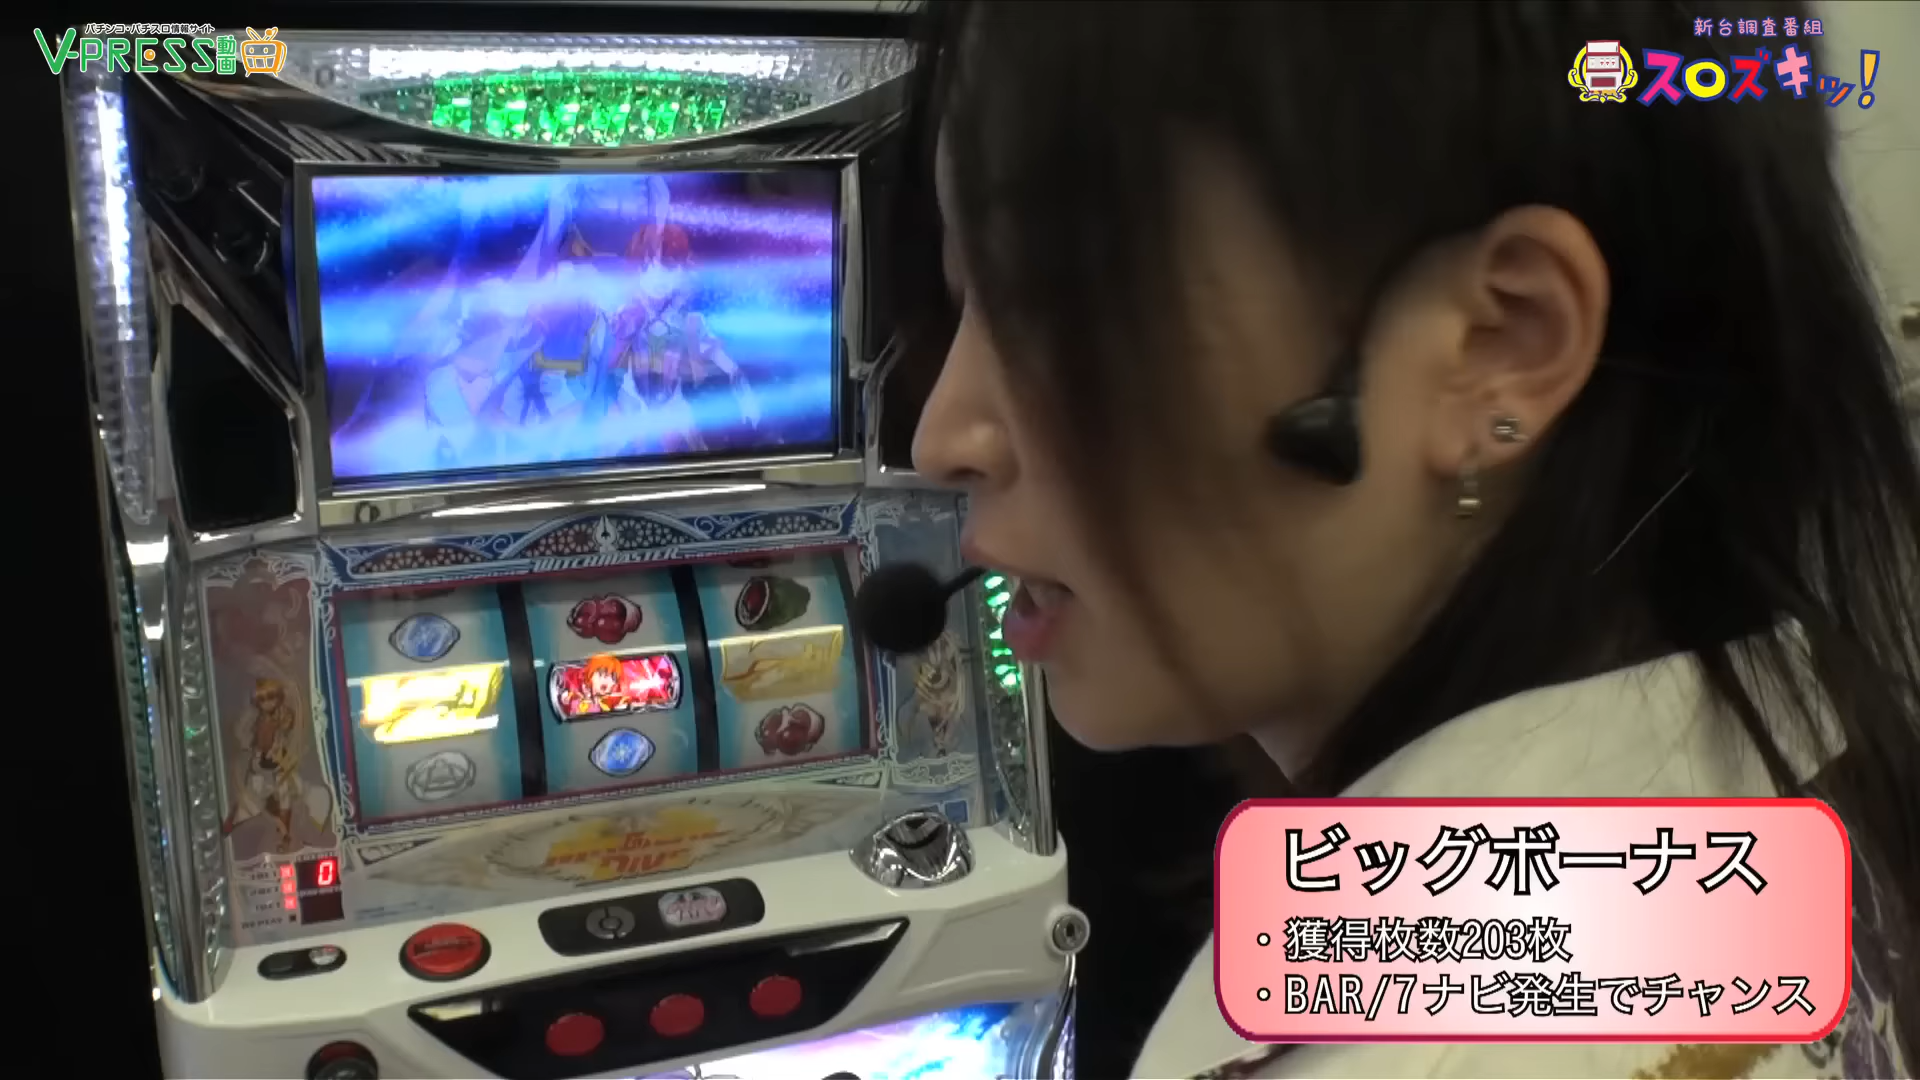 パチンコ・パチスロ情報サイト
V-PRESS動画
新台調査番組
スロズキッ!
WITCHMASTER
0
ビッグボーナス
・獲得枚数203枚
・BAR/7ナビ発生でチャンス